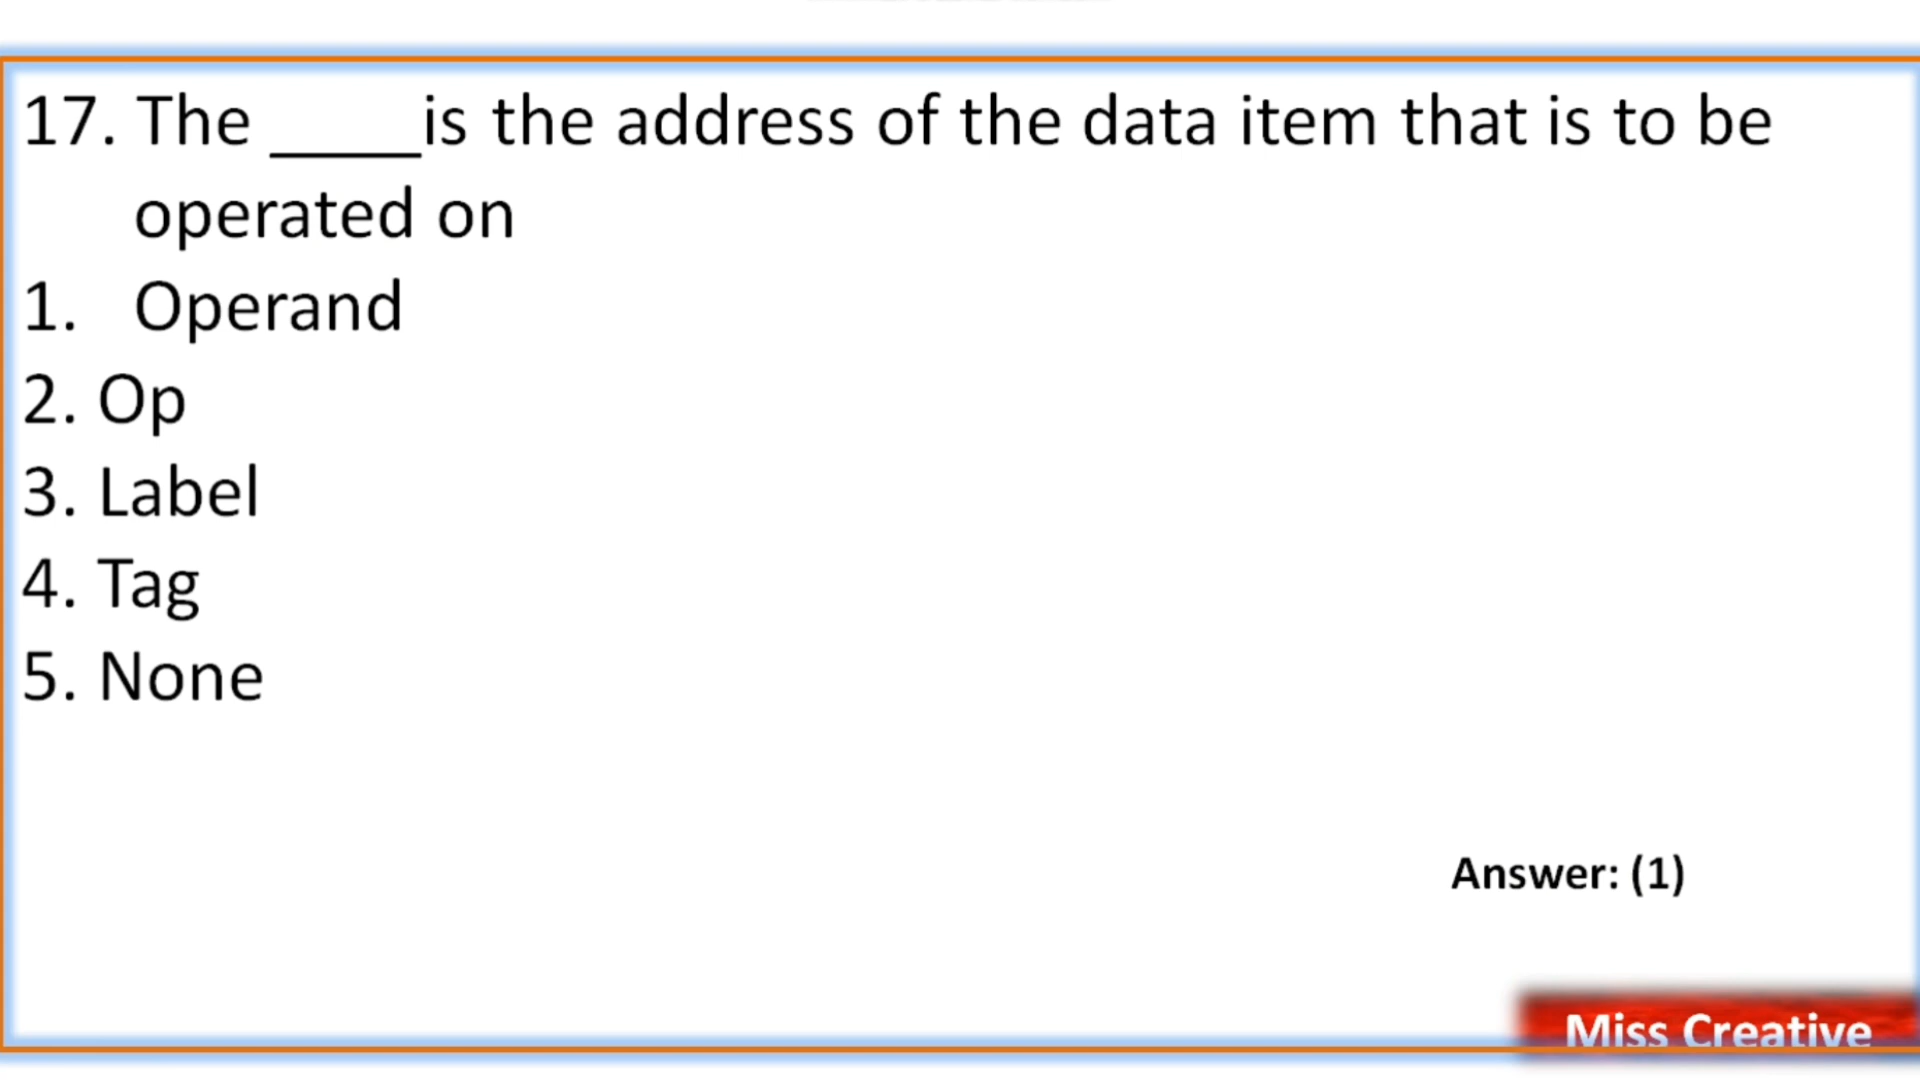 17. The ____is the address of the data item that is to be
operated on
1. Operand
2. Op
3. Label
4. Tag
5. None
Answer: (1)
Miss Creative